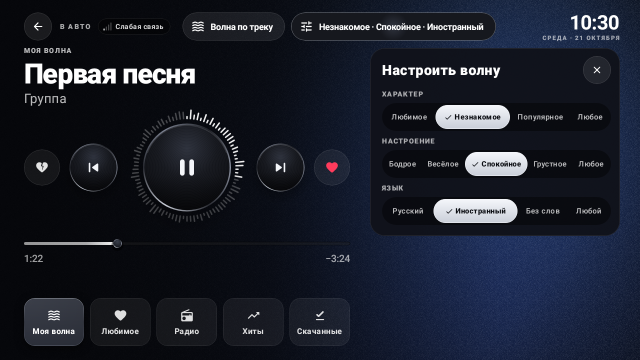 В АВТО
Слабая связь
Волна по треку
Незнакомое · Спокойное · Иностранный
10:30
СРЕДА · 21 ОКТЯБРЯ
МОЯ ВОЛНА
Первая песня
Группа
1:22
−3:24
Моя волна
Любимое
Радио
Хиты
Скачанные
Настроить волну
ХАРАКТЕР
Любимое Незнакомое Популярное Любое
НАСТРОЕНИЕ
Бодрое Весёлое Спокойное Грустное Любое
ЯЗЫК
Русский Иностранный Без слов Любой